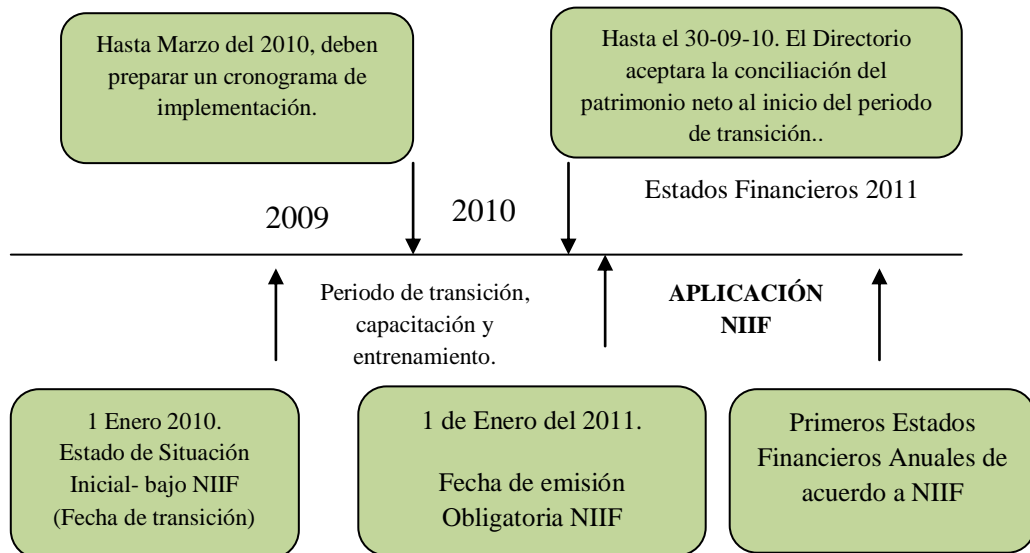 Hasta Marzo del 2010, deben
preparar un cronograma de
implementación.
Hasta el 30-09-10. El Directorio
aceptara la conciliación del
patrimonio neto al inicio del periodo
de transición..
2009
2010
Estados Financieros 2011
Periodo de transición,
capacitación y
entrenamiento.
APLICACIÓN
NIIF
1 Enero 2010.
Estado de Situación
Inicial- bajo NIIF
(Fecha de transición)
1 de Enero del 2011.
Fecha de emisión
Obligatoria NIIF
Primeros Estados
Financieros Anuales de
acuerdo a NIIF